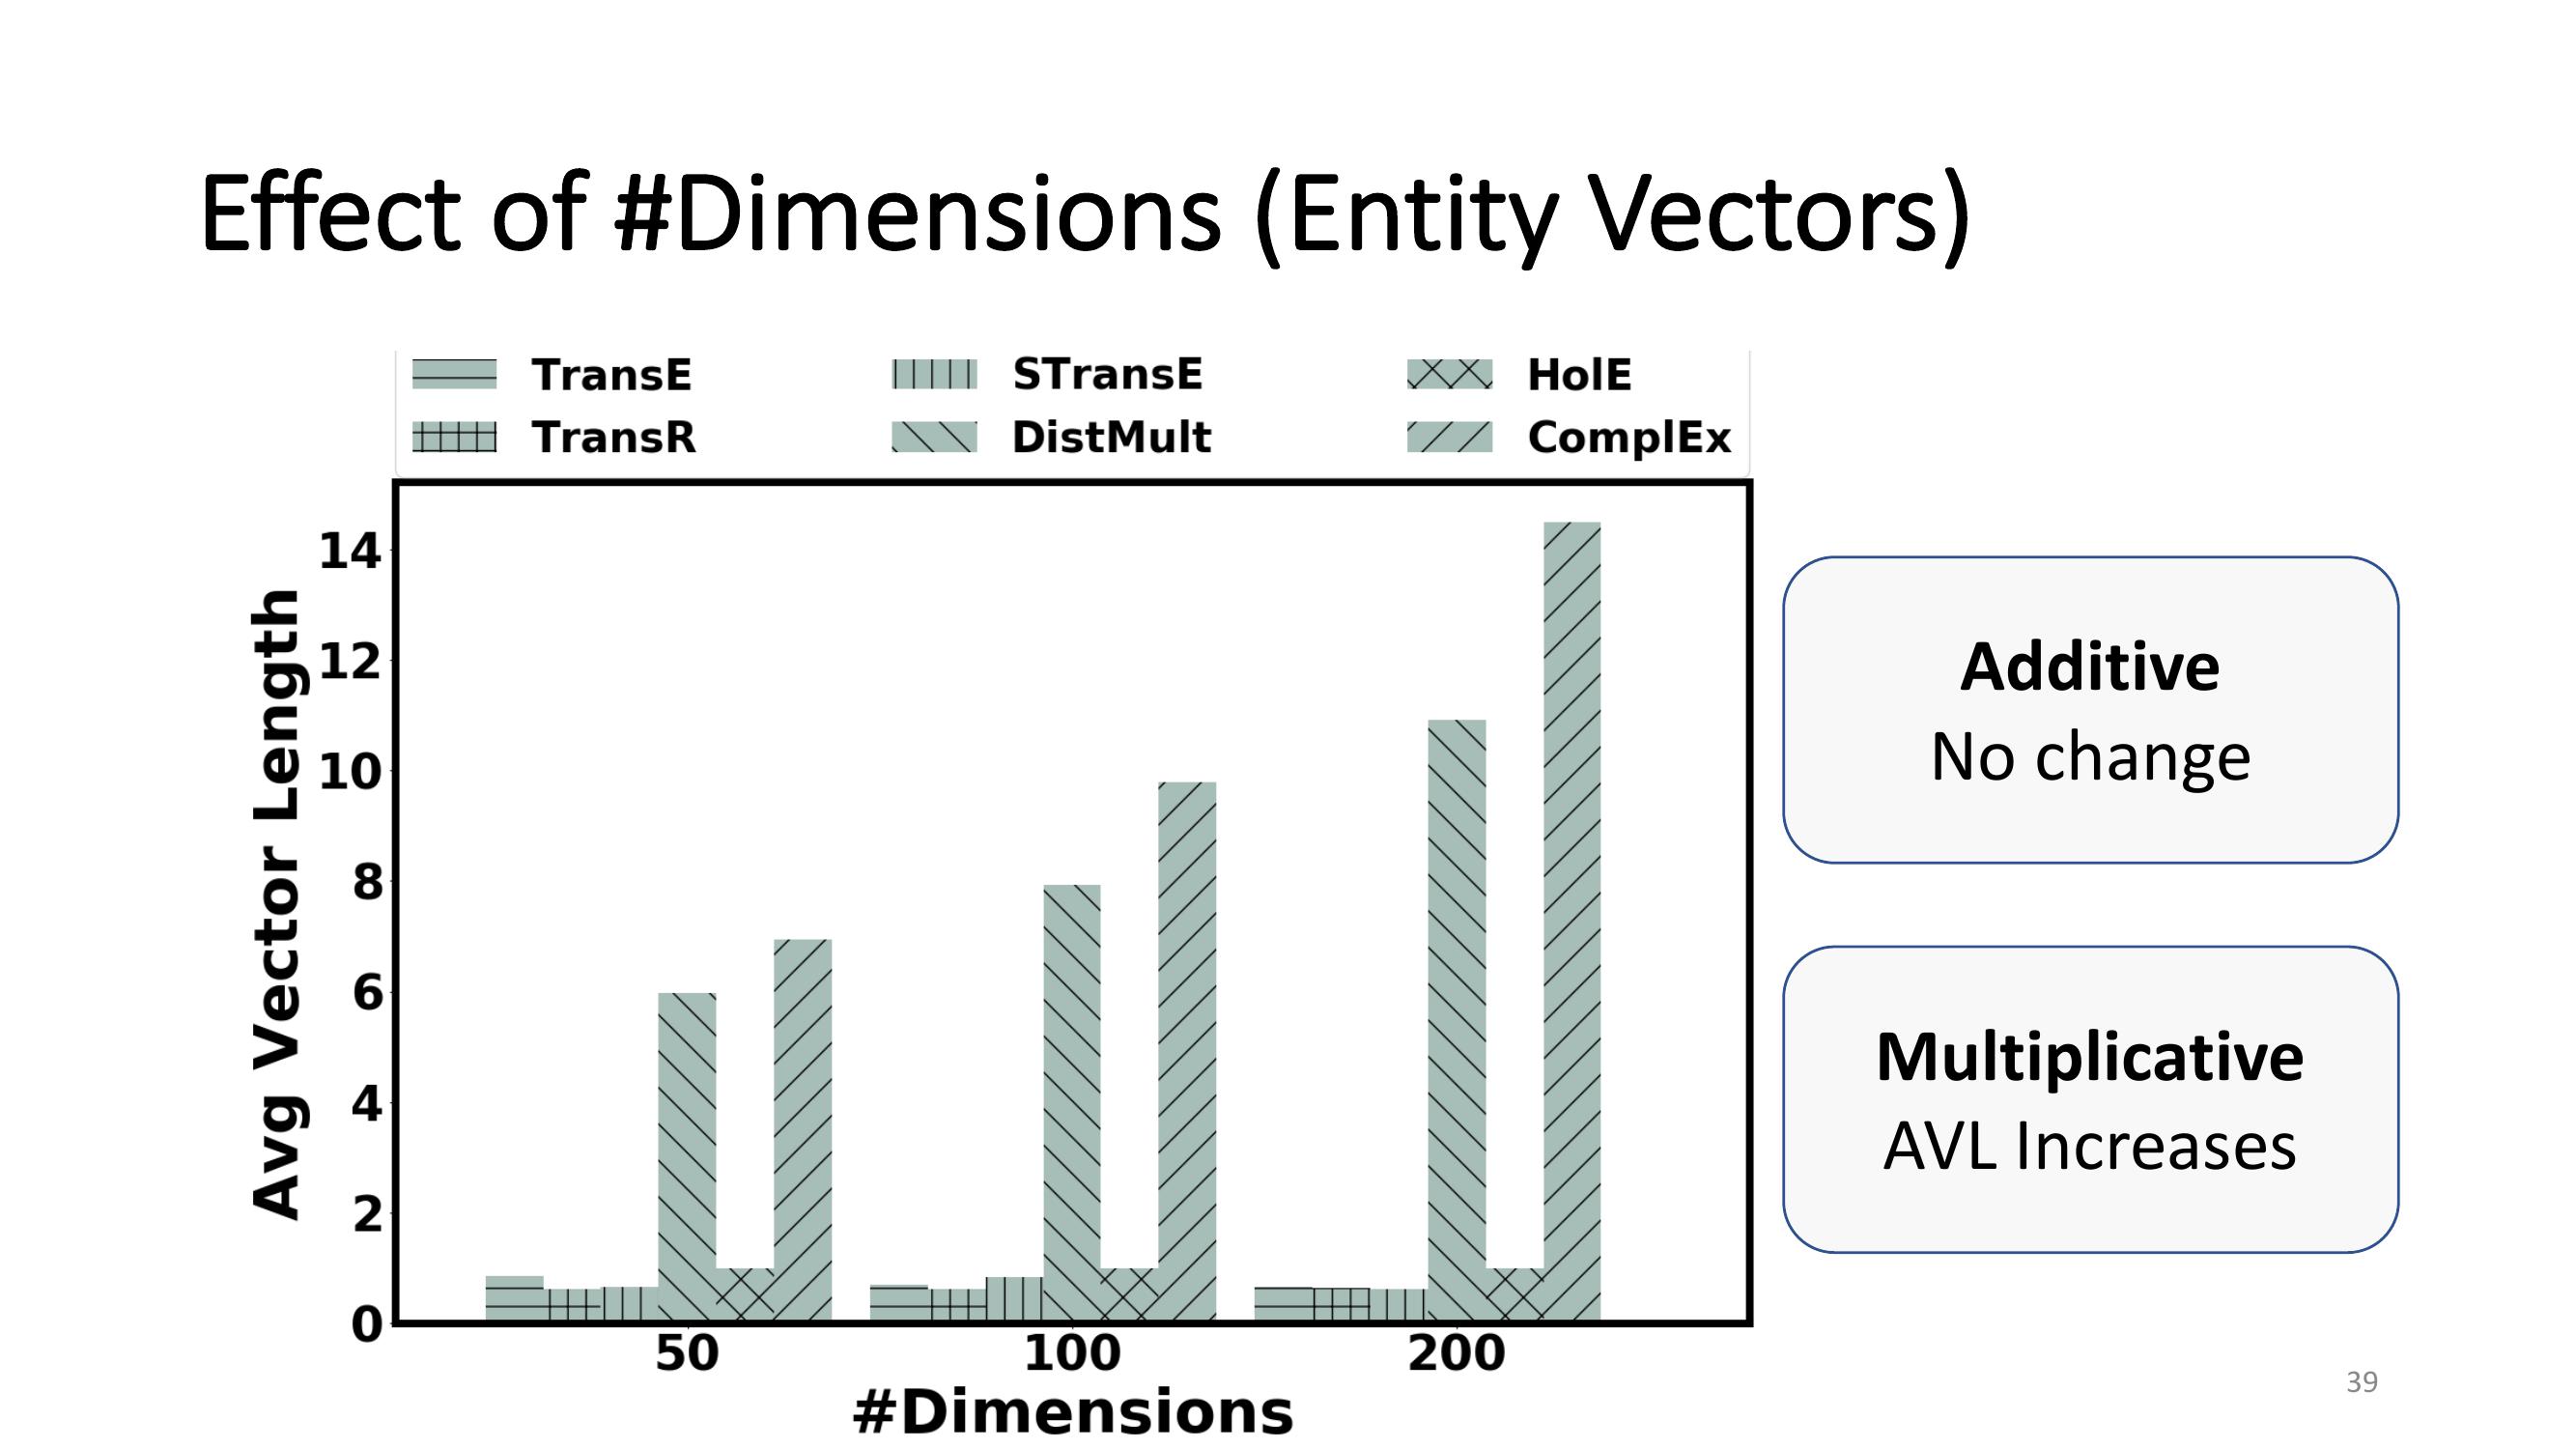 Effect of #Dimensions (Entity Vectors)
TransE STransE HolE
TransR DistMult ComplEx
Avg Vector Length
14
12
10
8
6
4
2
0
50 100 200
#Dimensions
Additive
No change
Multiplicative
AVL Increases
39